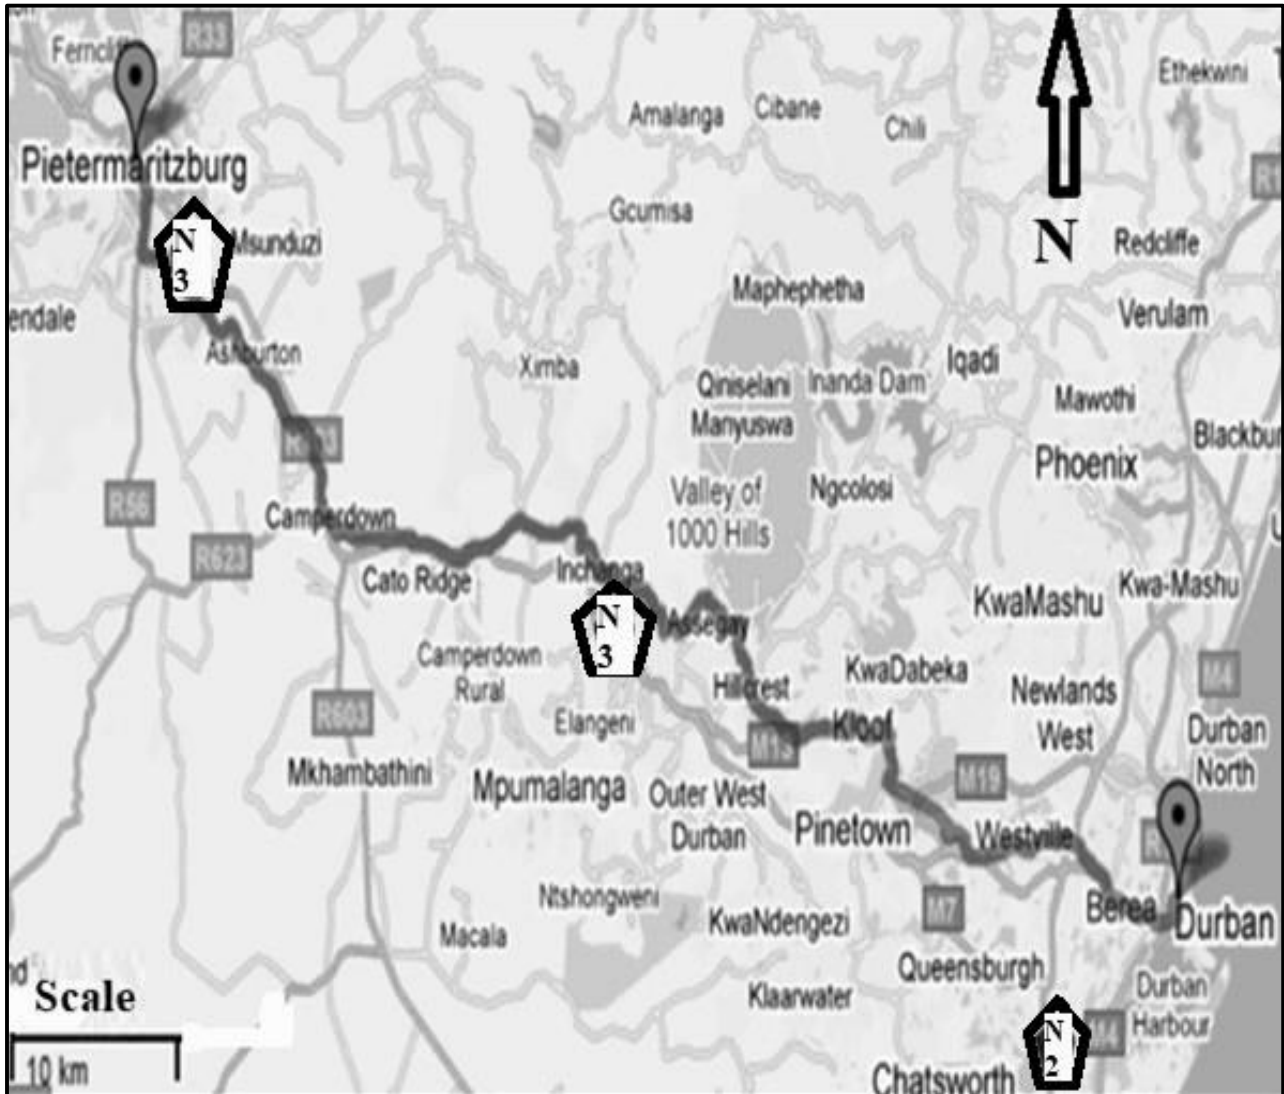 R33
Ethekwini
Amalanga
Cibane
Chili
Pietermaritzburg
Gcumisa
N
3
Msunduzi
N
Redcliffe
Maphephetha
Verulam
endale
Ashburton
Ximba
Qiniselani
Manyuswa
Inanda Dam
Iqadi
Mawothi
Phoenix
Valley of
1000 Hills
Ngcolosi
R56
Camperdown
R623
Cato Ridge
Inchanga
N
3
Assegay
KwaMashu
Kwa-Mashu
Camperdown
Rural
Hillcrest
KwaDabeka
Newlands
West
M4
R603
Elangeni
Kloof
Durban
North
Mkhambathini
Mpumalanga
Outer West
Durban
M19
Pinetown
Westville
Ntshongweni
M7
Berea
Durban
Macala
KwaNdengezi
Queensburgh
Scale
Klaarwater
Durban
Harbour
N
2
M4
10 km
Chatsworth